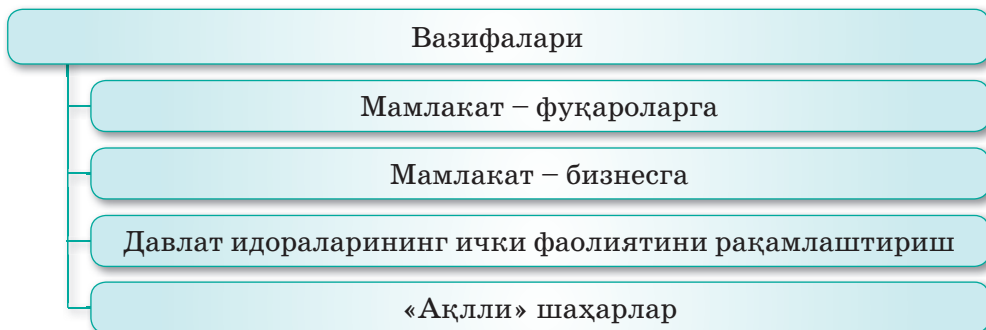 Вазифалари
Мамлакат – фуқароларга
Мамлакат – бизнесга
Давлат идораларининг ички фаолиятини рақамлаштириш
«Ақлли» шаҳарлар